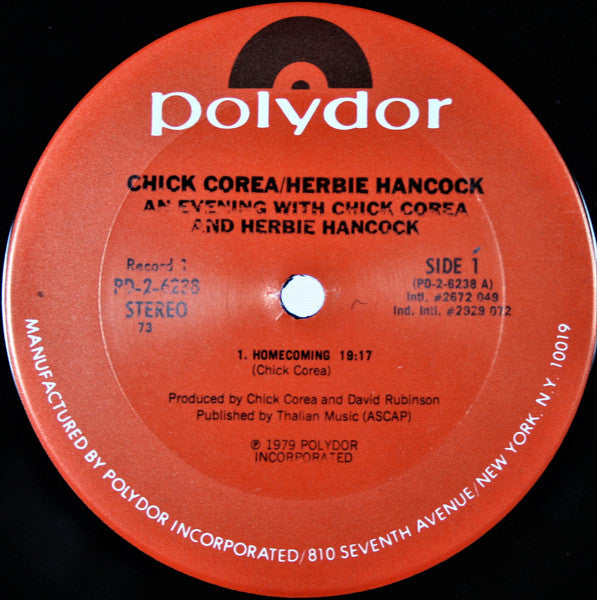 polydor
CHICK COREA/HERBIE HANCOCK
AN EVENING WITH CHICK COREA
AND HERBIE HANCOCK
Record 1
PD-2-6238
STEREO
73
SIDE 1
(PD-2-6238 A)
Intl. #2672 049
Ind. Intl. #2929 072
1. HOMECOMING 19:17
(Chick Corea)
Produced by Chick Corea and David Rubinson
Published by Thalian Music (ASCAP)
℗ 1979 POLYDOR
INCORPORATED
MANUFACTURED BY POLYDOR INCORPORATED/810 SEVENTH AVENUE/NEW YORK. N.Y. 10019